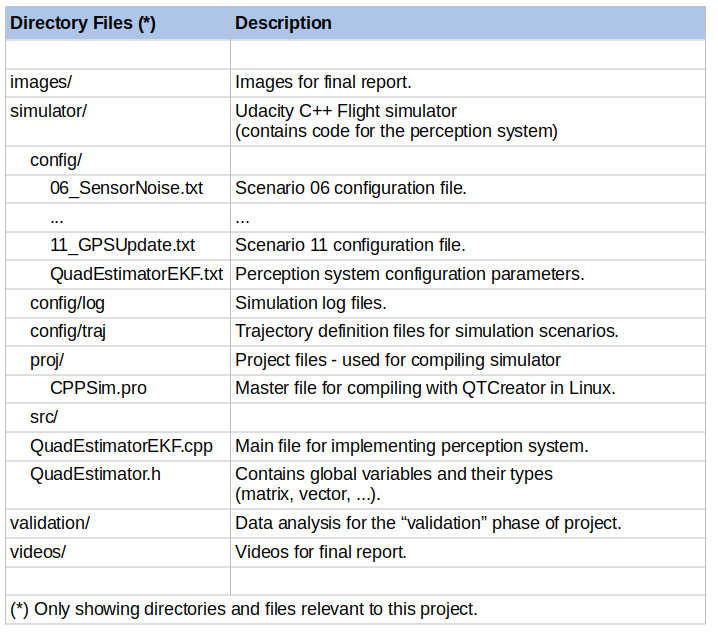 Directory Files (*) Description
images/ Images for final report.
simulator/ Udacity C++ Flight simulator
(contains code for the perception system)
config/
06_SensorNoise.txt Scenario 06 configuration file.
... ...
11_GPSUpdate.txt Scenario 11 configuration file.
QuadEstimatorEKF.txt Perception system configuration parameters.
config/log Simulation log files.
config/traj Trajectory definition files for simulation scenarios.
proj/ Project files - used for compiling simulator
CPPSim.pro Master file for compiling with QTCreator in Linux.
src/
QuadEstimatorEKF.cpp Main file for implementing perception system.
QuadEstimator.h Contains global variables and their types
(matrix, vector, ...).
validation/ Data analysis for the “validation” phase of project.
videos/ Videos for final report.
(*) Only showing directories and files relevant to this project.